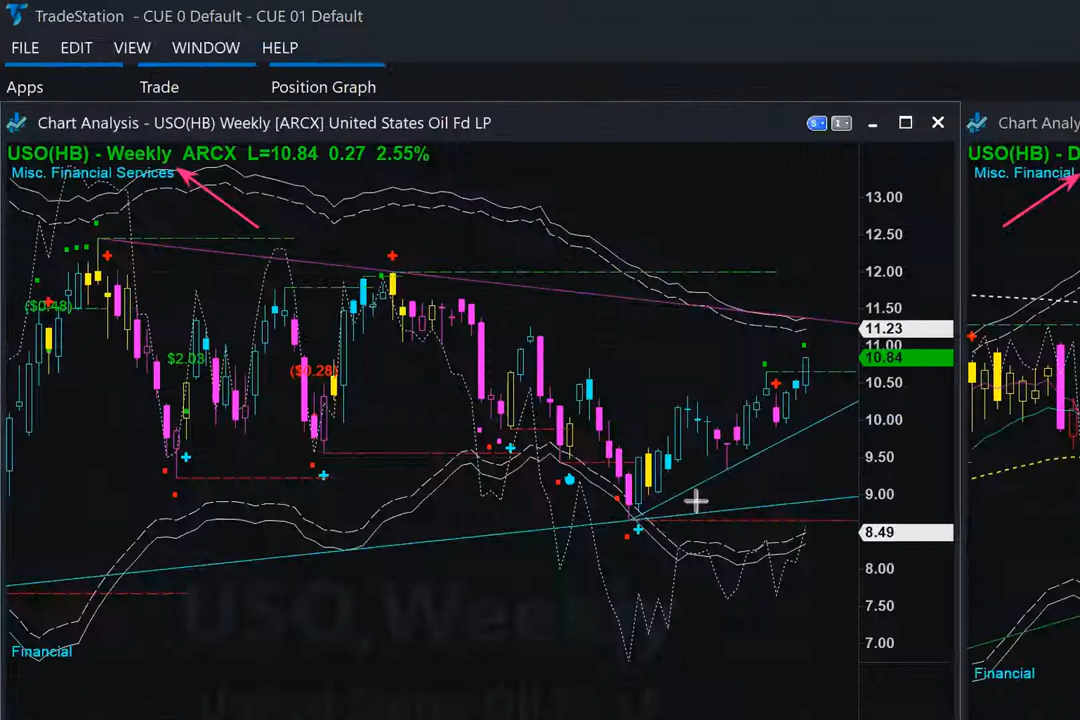 TradeStation - CUE 0 Default - CUE 01 Default
FILE EDIT VIEW WINDOW HELP
Apps Trade Position Graph
Chart Analysis - USO(HB) Weekly [ARCX] United States Oil Fd LP
S I
Chart Analy
USO(HB) - Weekly ARCX L=10.84 0.27 2.55%
USO(HB) - D
Misc. Financial Services
Misc. Financial
13.00
12.50
12.00
11.50
11.23
11.00
10.84
10.50
10.00
9.50
9.00
8.49
8.00
7.50
7.00
($0.48)
$2.03
($0.28)
USO,Weekly
Financial
Financial